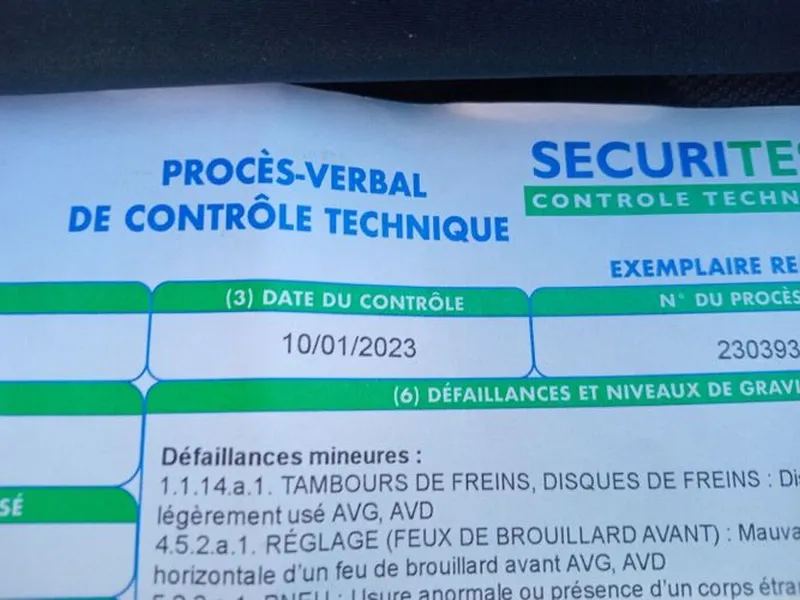 PROCÈS-VERBAL
DE CONTRÔLE TECHNIQUE
SECURITES
CONTROLE TECHN
EXEMPLAIRE RE
(3) DATE DU CONTRÔLE
N° DU PROCÈS
10/01/2023
230393
(6) DÉFAILLANCES ET NIVEAUX DE GRAVI
Défaillances mineures :
1.1.14.a.1. TAMBOURS DE FREINS, DISQUES DE FREINS : Dis
légèrement usé AVG, AVD
SÉ
4.5.2.a.1. RÉGLAGE (FEUX DE BROUILLARD AVANT) : Mauva
horizontale d'un feu de brouillard avant AVG, AVD
PNEU : Usure anormale ou présence d'un corps étran